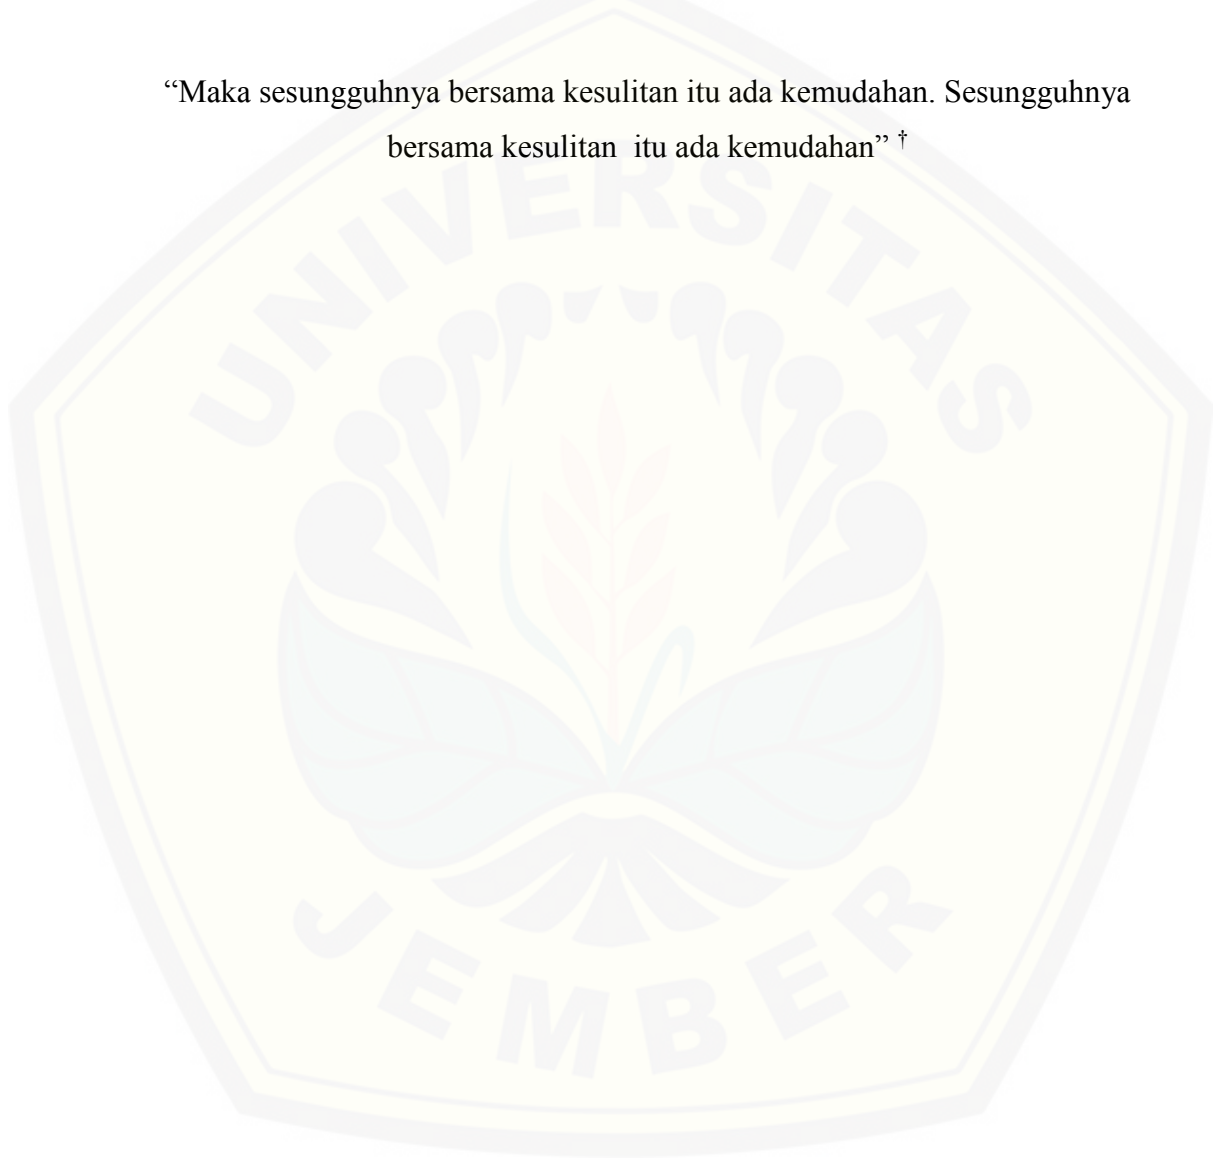 “Maka sesungguhnya bersama kesulitan itu ada kemudahan. Sesungguhnya
bersama kesulitan  itu ada kemudahan” †
UNIVERSITAS
JEMBER